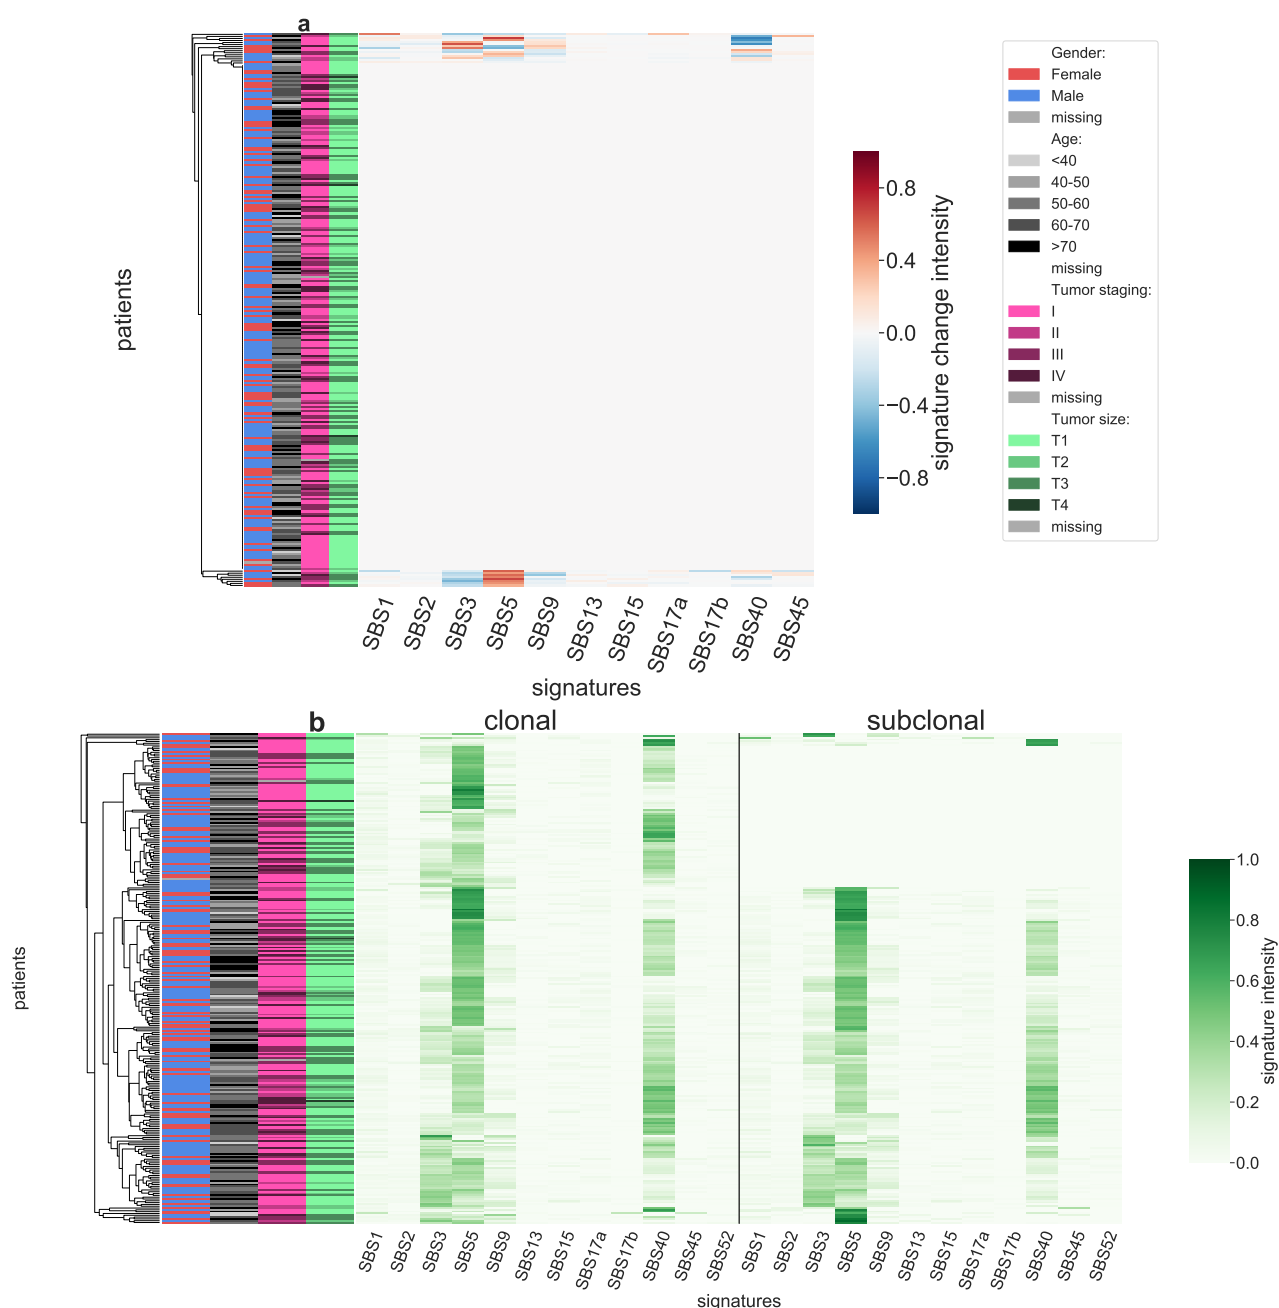 a
Gender:
Female
Male
missing
Age:
<40
40-50
50-60
60-70
>70
missing
Tumor staging:
I
II
III
IV
missing
Tumor size:
T1
T2
T3
T4
missing
0.8
0.4
0.0
−0.4
−0.8
signature change intensity
patients
SBS1 SBS2 SBS3 SBS5 SBS9 SBS13 SBS15 SBS17a SBS17b SBS40 SBS45
signatures
b clonal subclonal
patients
1.0
0.8
0.6
0.4
0.2
0.0
signature intensity
SBS1 SBS2 SBS3 SBS5 SBS9 SBS13 SBS15 SBS17a SBS17b SBS40 SBS45 SBS52 SBS1 SBS2 SBS3 SBS5 SBS9 SBS13 SBS15 SBS17a SBS17b SBS40 SBS45 SBS52
signatures